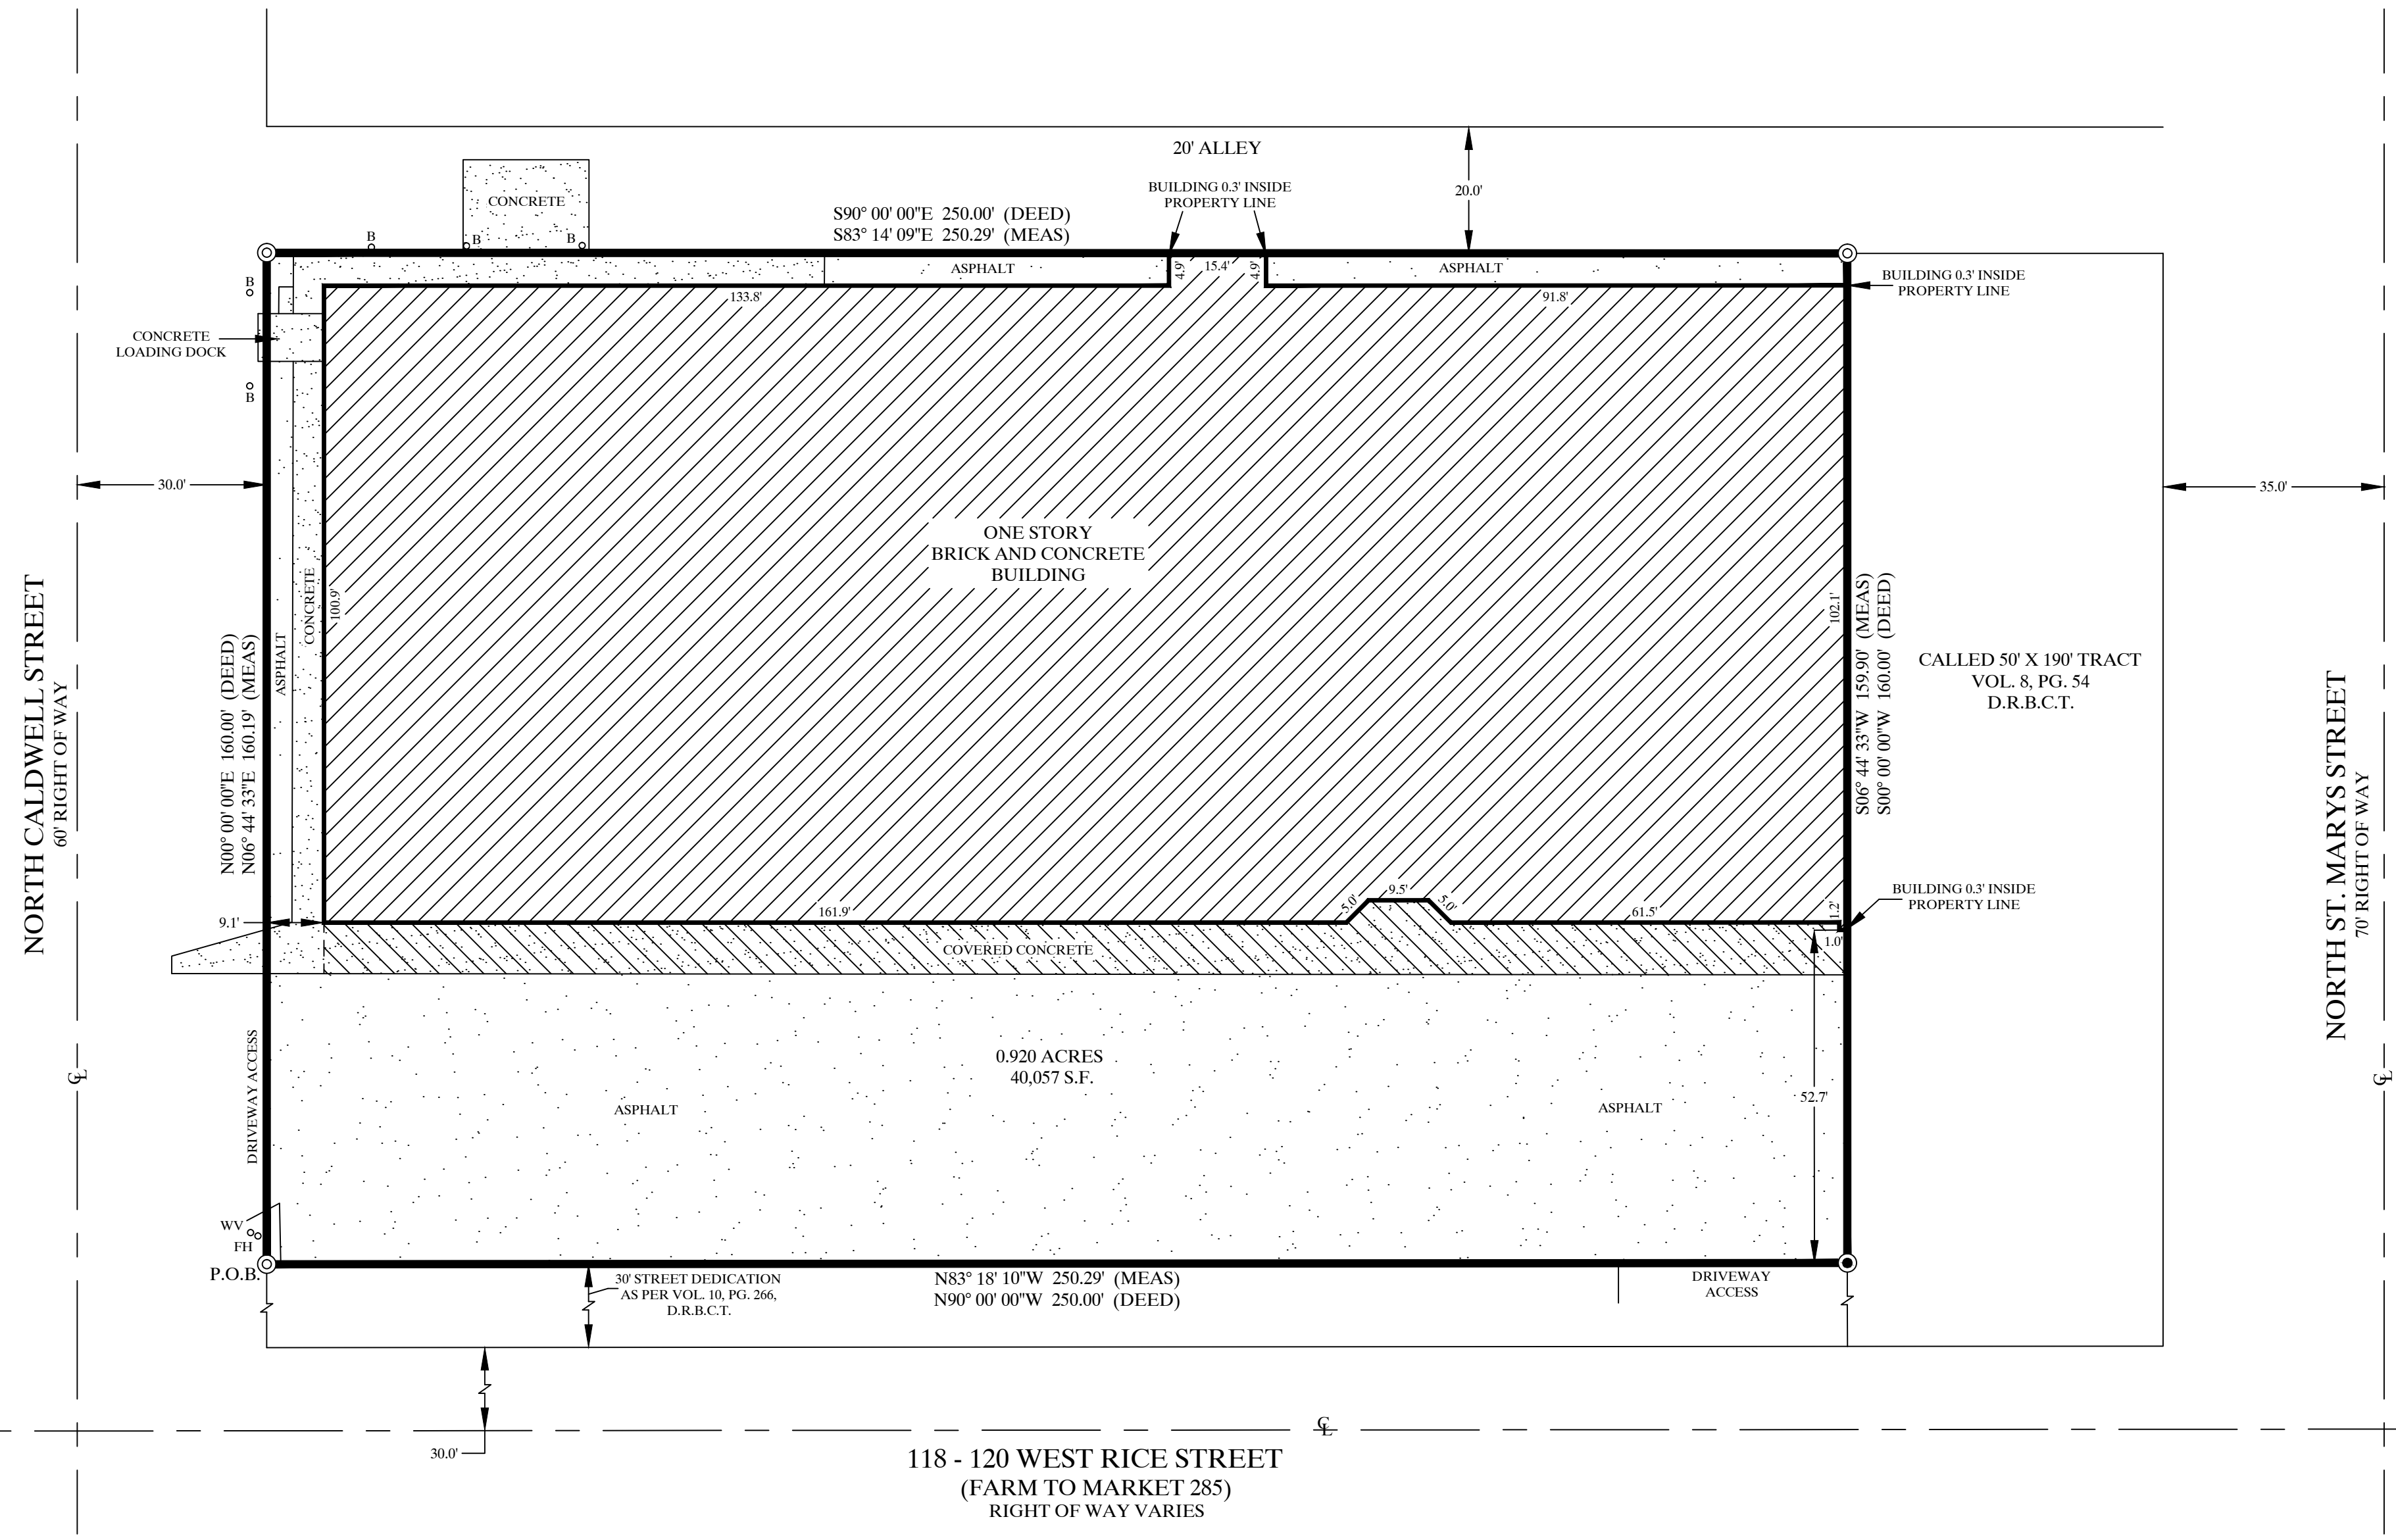 20' ALLEY
BUILDING 0.3' INSIDE
PROPERTY LINE
20.0'
CONCRETE
S90° 00' 00"E 250.00' (DEED)
S83° 14' 09"E 250.29' (MEAS)
B
B
B
ASPHALT
4.9'
15.4'
4.9'
ASPHALT
BUILDING 0.3' INSIDE
PROPERTY LINE
B
133.8'
91.8'
CONCRETE
LOADING DOCK
B
30.0'
35.0'
ONE STORY
BRICK AND CONCRETE
BUILDING
NORTH CALDWELL STREET
60' RIGHT OF WAY
N00° 00' 00"E 160.00' (DEED)
N06° 44' 33"E 160.19' (MEAS)
ASPHALT
CONCRETE
100.9'
102.1'
S06° 44' 33"W 159.90' (MEAS)
S00° 00' 00"W 160.00' (DEED)
CALLED 50' X 190' TRACT
VOL. 8, PG. 54
D.R.B.C.T.
NORTH ST. MARYS STREET
70' RIGHT OF WAY
9.1'
161.9'
5.0'
9.5'
5.0'
61.5'
1.2'
1.0'
BUILDING 0.3' INSIDE
PROPERTY LINE
COVERED CONCRETE
DRIVEWAY ACCESS
0.920 ACRES
40,057 S.F.
ASPHALT
ASPHALT
52.7'
CL
CL
WV
FH
P.O.B.
30' STREET DEDICATION
AS PER VOL. 10, PG. 266,
D.R.B.C.T.
N83° 18' 10"W 250.29' (MEAS)
N90° 00' 00"W 250.00' (DEED)
DRIVEWAY
ACCESS
CL
30.0'
118 - 120 WEST RICE STREET
(FARM TO MARKET 285)
RIGHT OF WAY VARIES